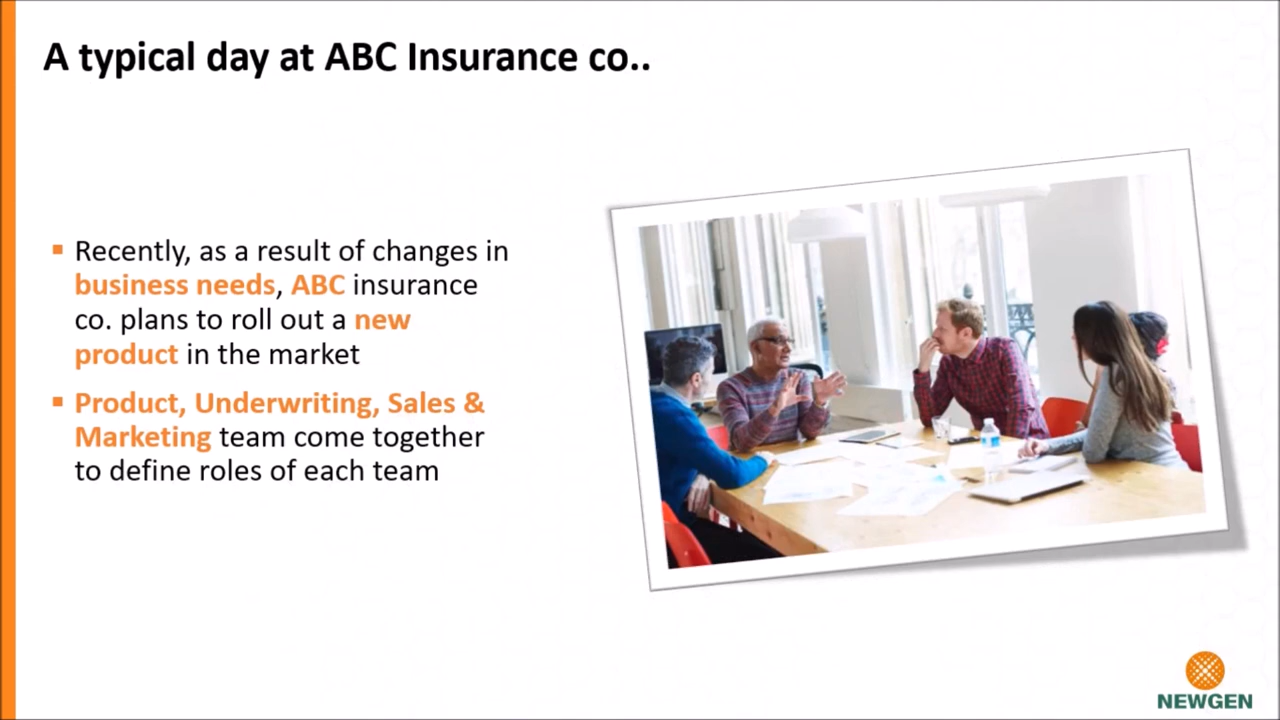 A typical day at ABC Insurance co..
▪ Recently, as a result of changes in
business needs, ABC insurance
co. plans to roll out a new
product in the market
▪ Product, Underwriting, Sales &
Marketing team come together
to define roles of each team
NEWGEN